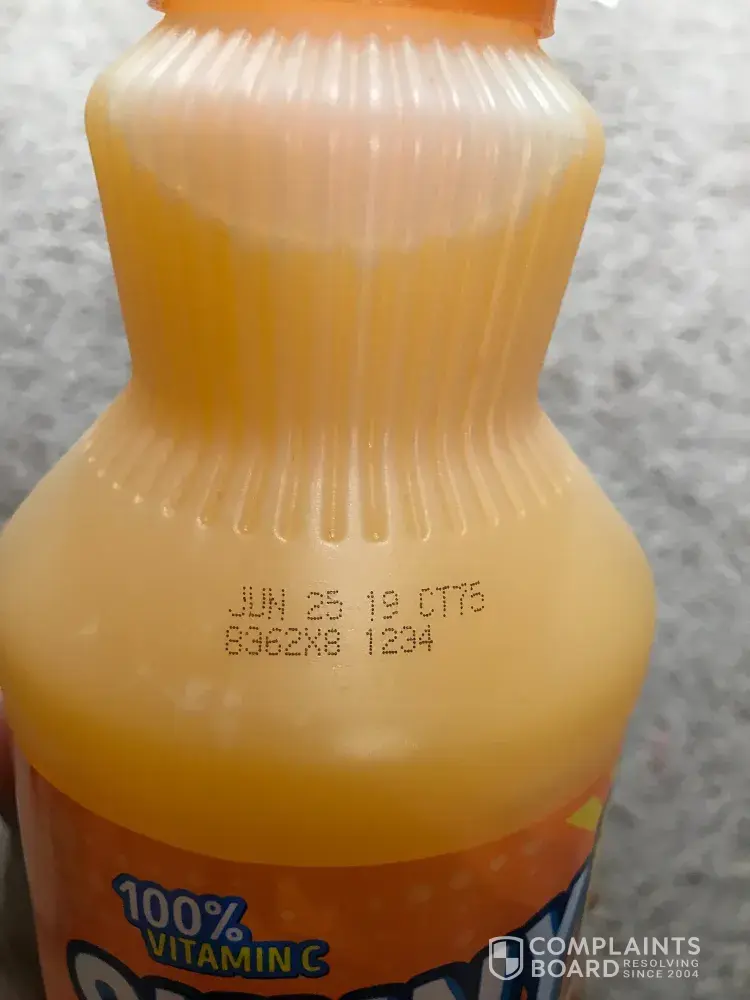 JUN 25 19 CT75
8362X8 1234
100%
VITAMIN C
COMPLAINTS
BOARD RESOLVING
SINCE 2004